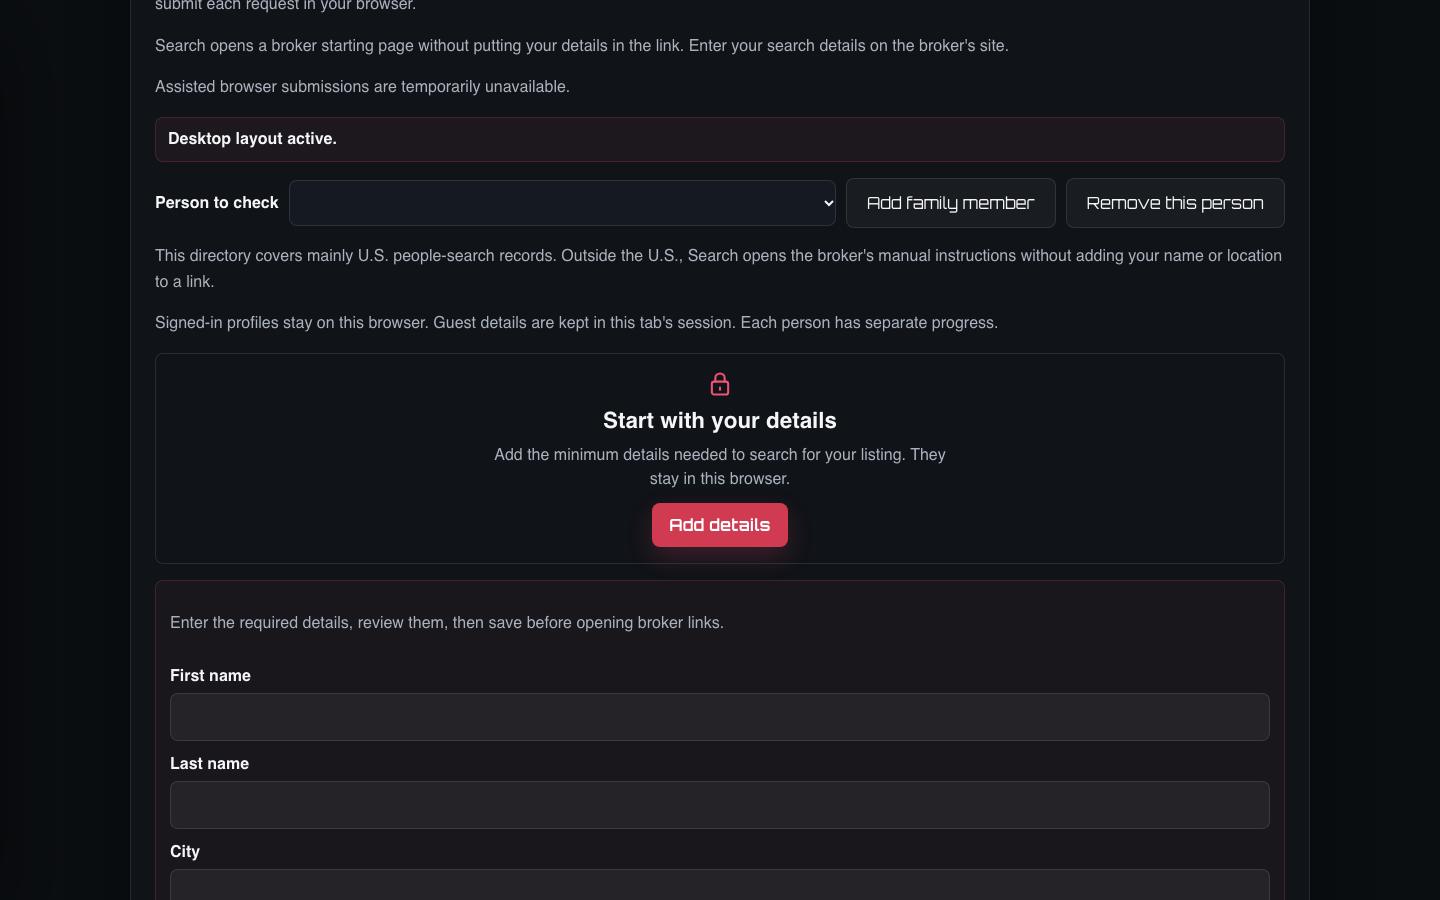 submit each request in your browser.
Search opens a broker starting page without putting your details in the link. Enter your search details on the broker's site.
Assisted browser submissions are temporarily unavailable.
Desktop layout active.
Person to check
Add family member
Remove this person
This directory covers mainly U.S. people-search records. Outside the U.S., Search opens the broker's manual instructions without adding your name or location
to a link.
Signed-in profiles stay on this browser. Guest details are kept in this tab's session. Each person has separate progress.
Start with your details
Add the minimum details needed to search for your listing. They
stay in this browser.
Add details
Enter the required details, review them, then save before opening broker links.
First name
Last name
City